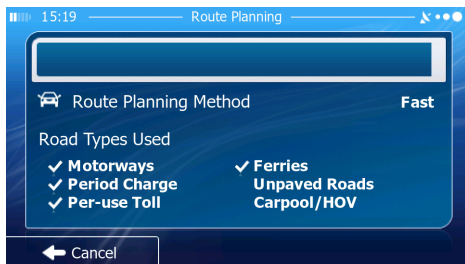 15:19 Route Planning
Route Planning Method Fast
Road Types Used
Motorways Ferries
Period Charge Unpaved Roads
Per-use Toll Carpool/HOV
Cancel